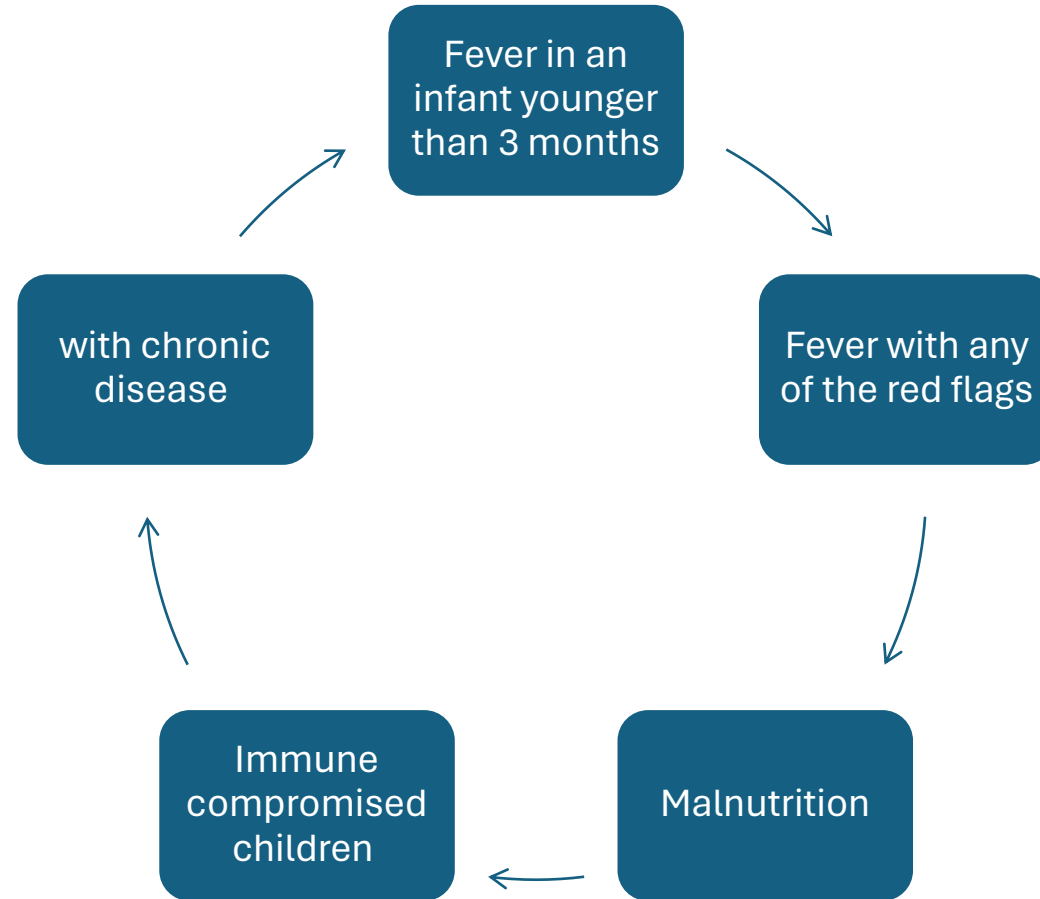 Fever in an
infant younger
than 3 months
Fever with any
of the red flags
Malnutrition
Immune
compromised
children
with chronic
disease